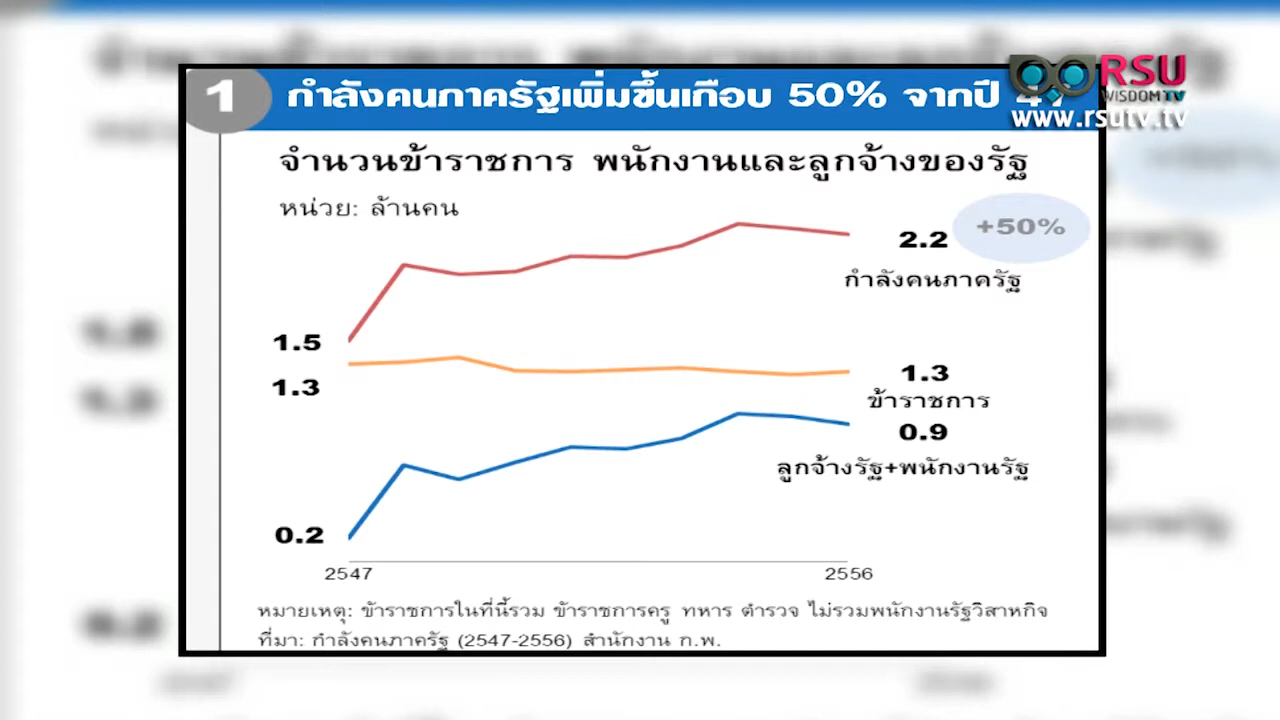 1 กำลังคนภาครัฐเพิ่มขึ้นเกือบ 50% จากปี
RSU
WISDOM TV
www.rsutv.tv
จำนวนข้าราชการ พนักงานและลูกจ้างของรัฐ
หน่วย: ล้านคน
+50%
2.2
กำลังคนภาครัฐ
1.5
1.3
1.3
ข้าราชการ
0.9
ลูกจ้างรัฐ+พนักงานรัฐ
0.2
2547 2556
หมายเหตุ: ข้าราชการในที่นี้รวม ข้าราชการครู ทหาร ตำรวจ ไม่รวมพนักงานรัฐวิสาหกิจ
ที่มา: กำลังคนภาครัฐ (2547-2556) สำนักงาน ก.พ.